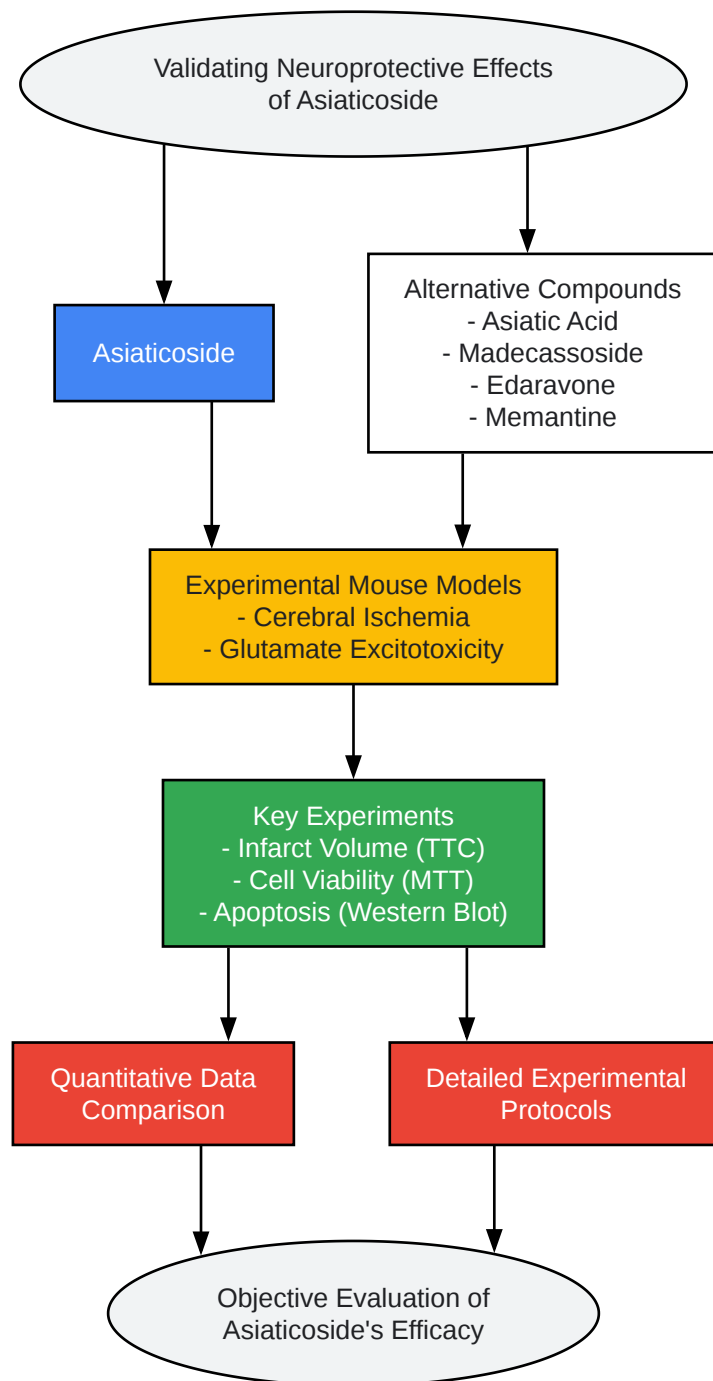 Validating Neuroprotective Effects
of Asiaticoside
Asiaticoside
Alternative Compounds
- Asiatic Acid
- Madecassoside
- Edaravone
- Memantine
Experimental Mouse Models
- Cerebral Ischemia
- Glutamate Excitotoxicity
Key Experiments
- Infarct Volume (TTC)
- Cell Viability (MTT)
- Apoptosis (Western Blot)
Quantitative Data
Comparison
Detailed Experimental
Protocols
Objective Evaluation of
Asiaticoside's Efficacy